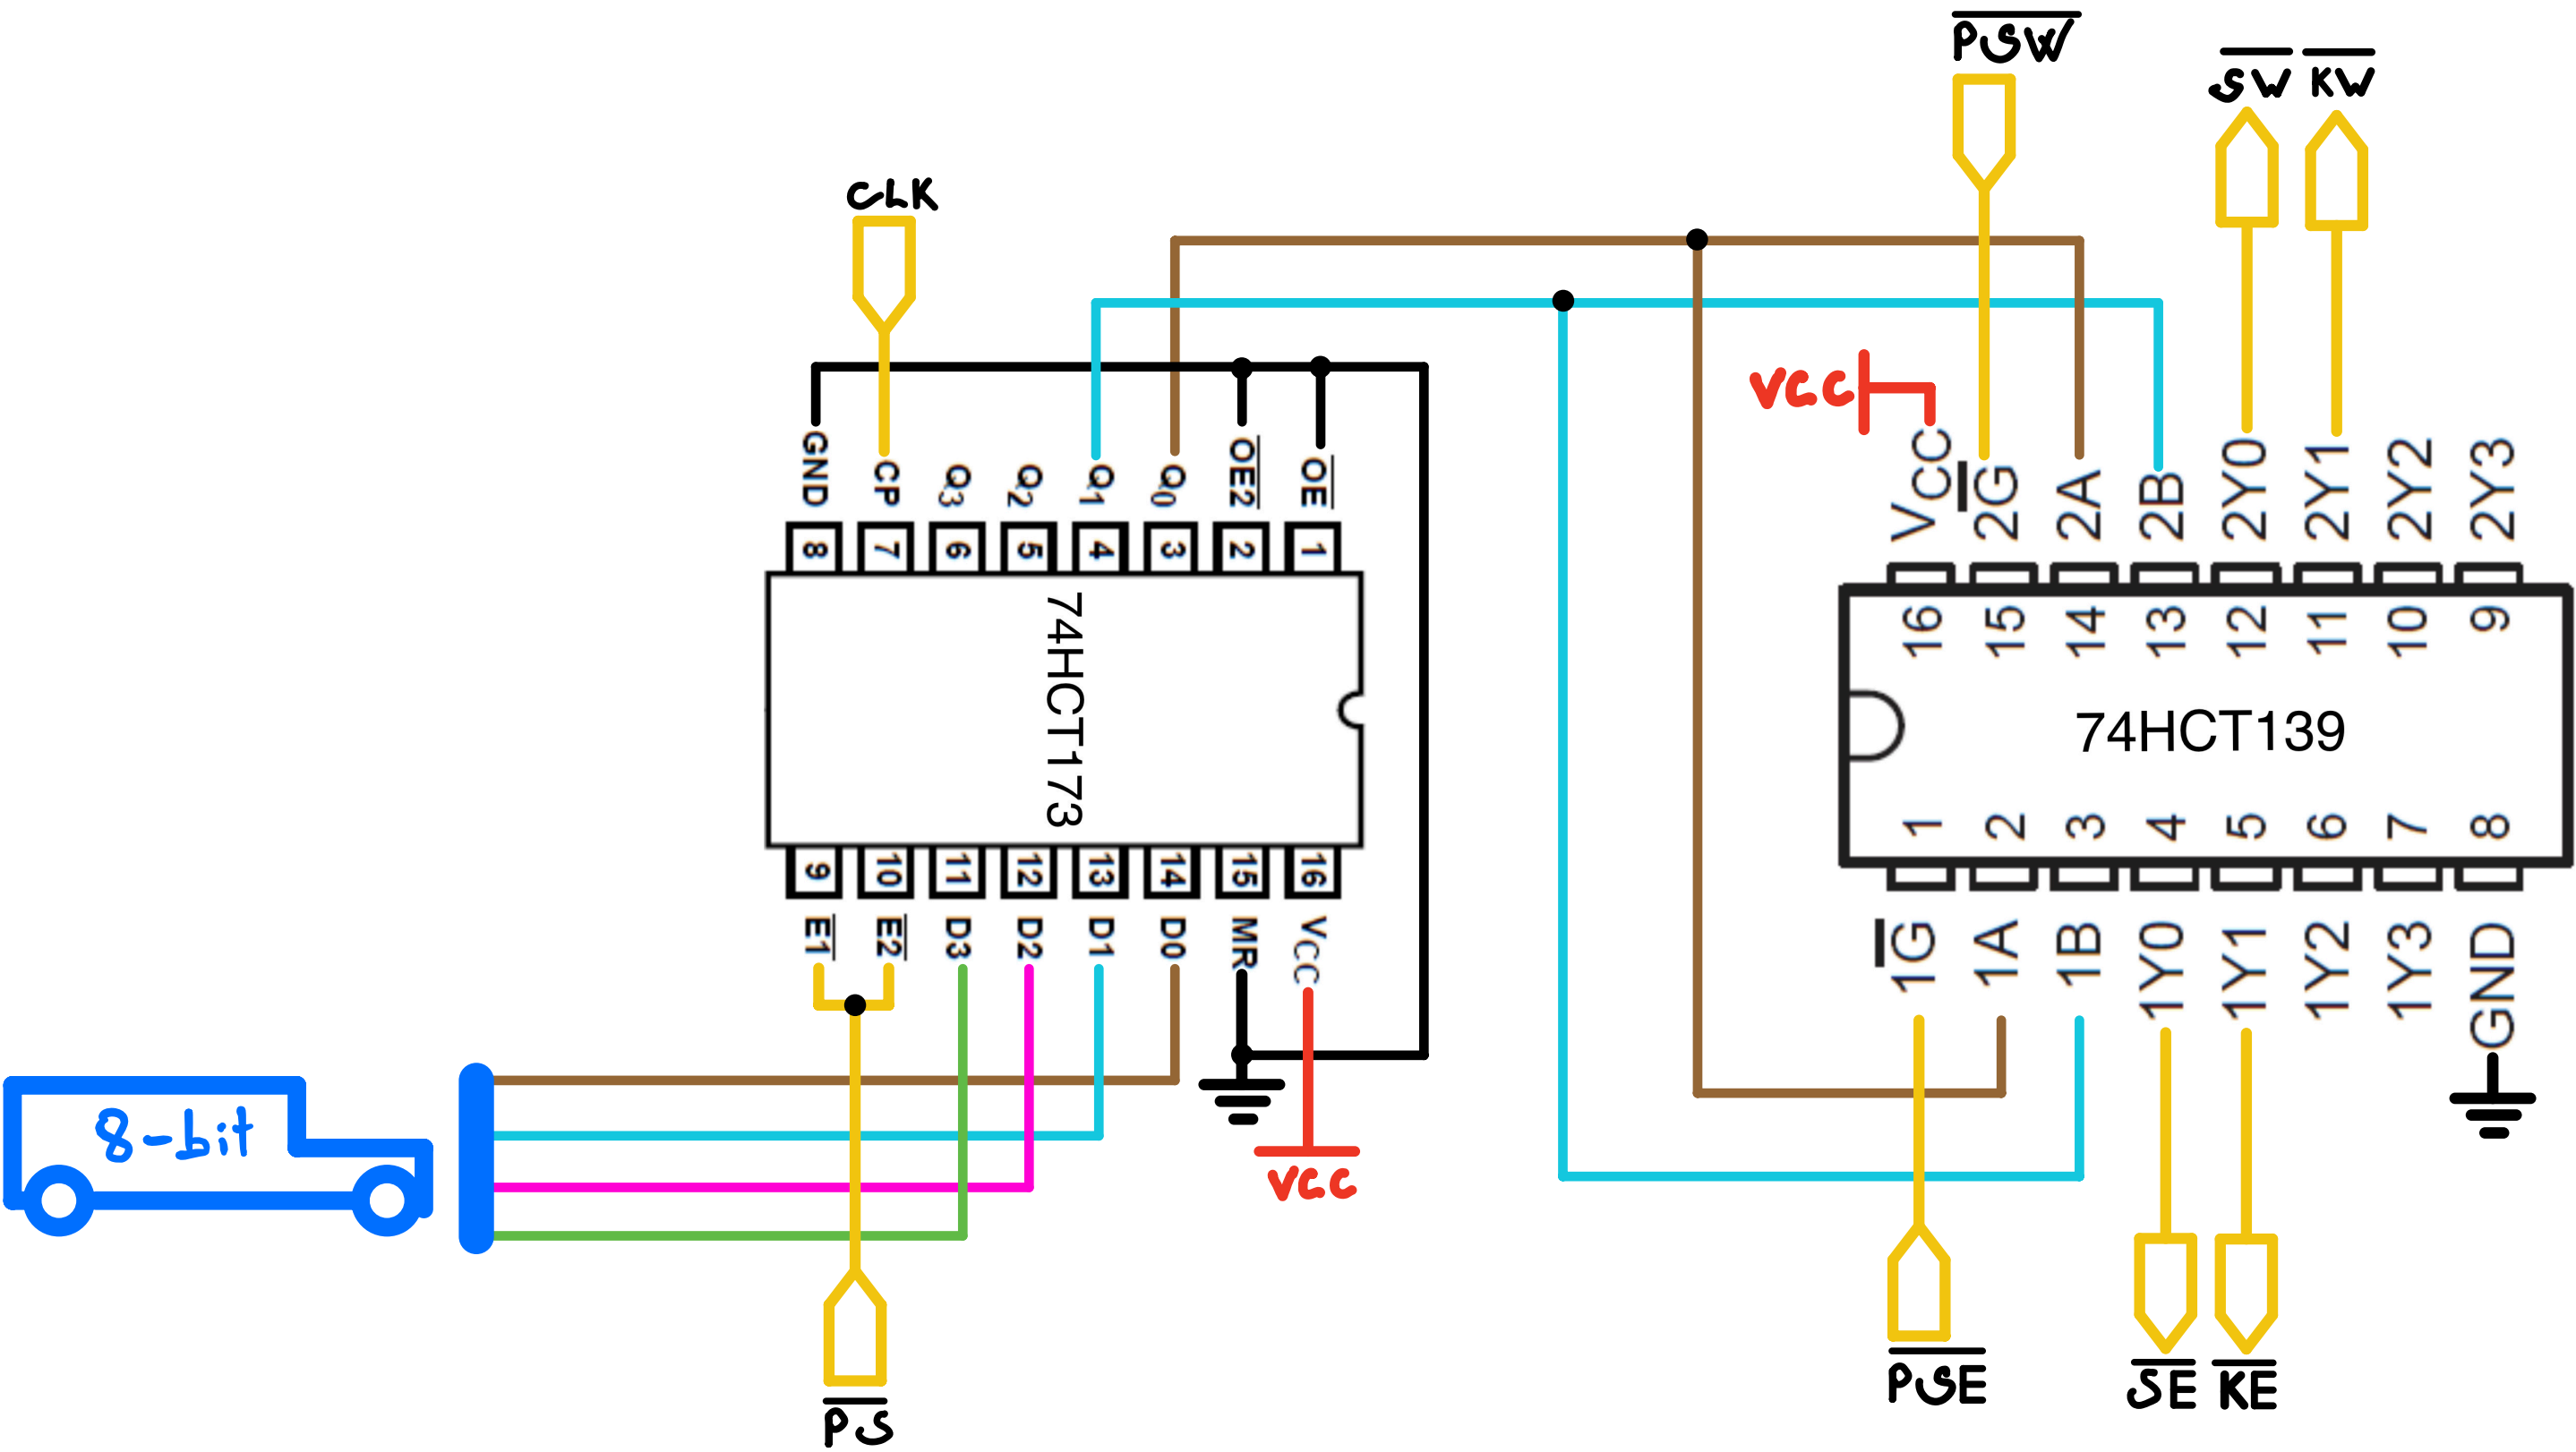 PSW
SW KW
CLK
VCC
GND CP Q3 Q2 Q1 Q0 OE2 OE
VCC 2G 2A 2B 2Y0 2Y1 2Y2 2Y3
8 7 6 5 4 3 2 1
16 15 14 13 12 11 10 9
74HCT173
74HCT139
9 10 11 12 13 14 15 16
1 2 3 4 5 6 7 8
E1 E2 D3 D2 D1 D0 MR VCC
1G 1A 1B 1Y0 1Y1 1Y2 1Y3 GND
8-bit
VCC
PS
PSE
SE KE